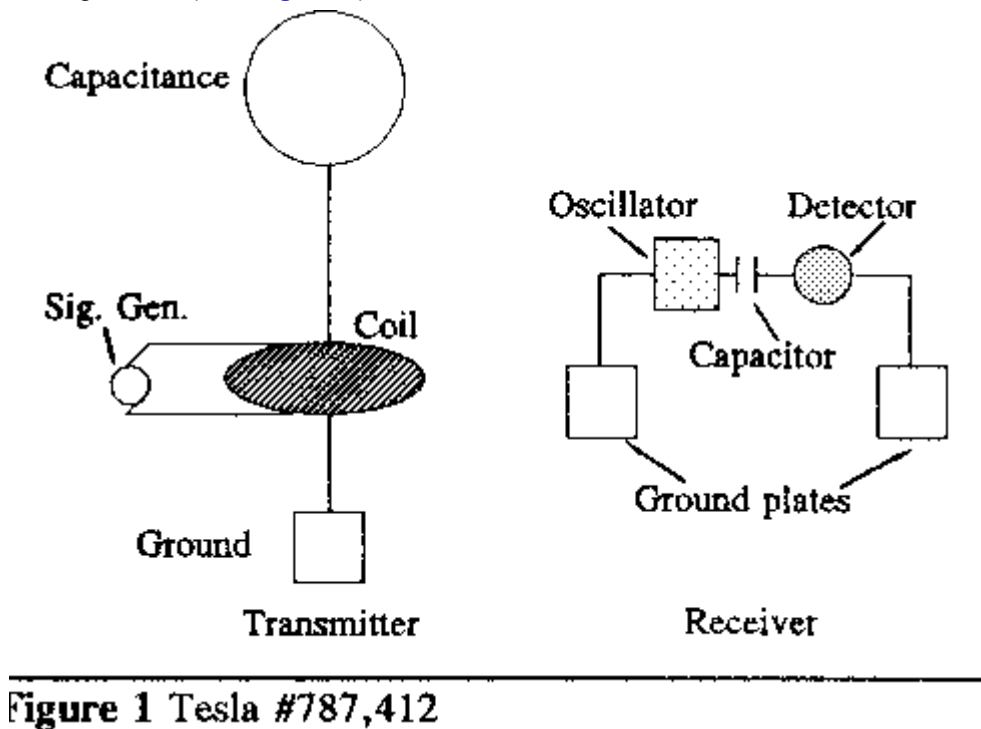 Capacitance
Oscillator
Detector
Sig. Gen.
Coil
Capacitor
Ground plates
Ground
Transmitter
Receiver
Figure 1 Tesla #787,412